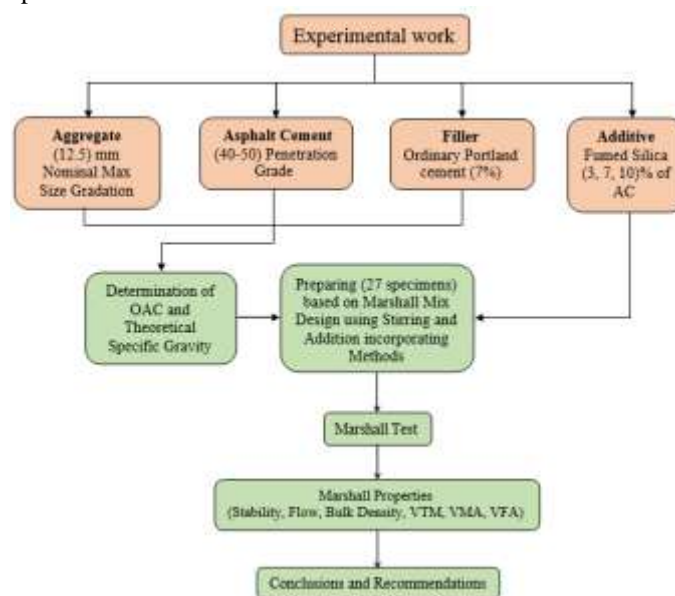 Experimental work
Aggregate
(12.5) mm
Nominal Max
Size Gradation
Asphalt Cement
(40-50) Penetration
Grade
Filler
Ordinary Portland
cement (7%)
Additive
Fumed Silica
(3, 7, 10)% of
AC
Determination of
OAC and
Theoretical
Specific Gravity
Preparing (27 specimens)
based on Marshall Mix
Design using Stirring and
Addition incorporating
Methods
Marshall Test
Marshall Properties
(Stability, Flow, Bulk Density, VTM, VMA, VFA)
Conclusions and Recommendations